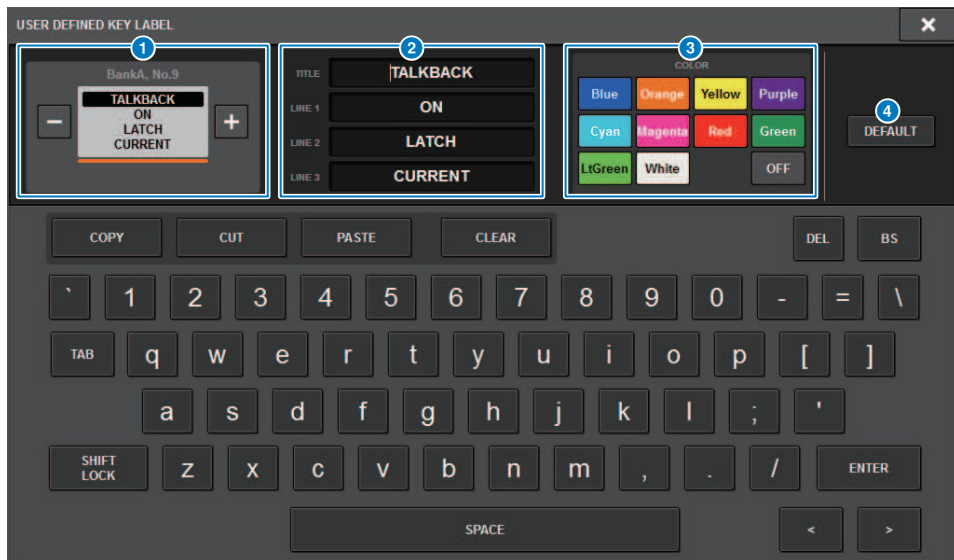 USER DEFINED KEY LABEL ×
1
BankA, No.9
TALKBACK
ON
LATCH
CURRENT
− +
2
TITLE TALKBACK
LINE 1 ON
LINE 2 LATCH
LINE 3 CURRENT
3
COLOR
Blue Orange Yellow Purple
Cyan Magenta Red Green
LtGreen White OFF
4
DEFAULT
COPY CUT PASTE CLEAR DEL BS
` 1 2 3 4 5 6 7 8 9 0 - = \
TAB q w e r t y u i o p [ ]
a s d f g h j k l ; '
SHIFT LOCK z x c v b n m , . / ENTER
SPACE < >